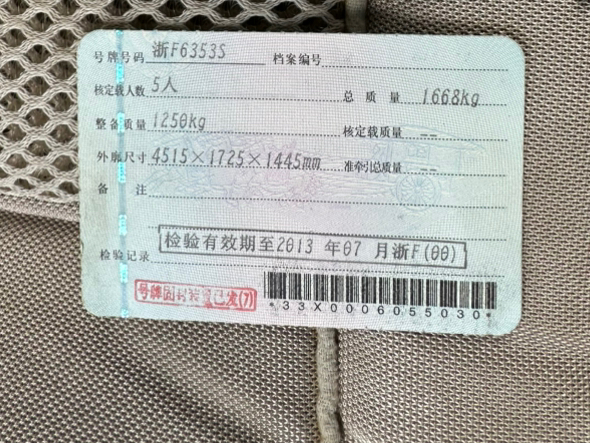 号牌号码 浙F6353S 档案编号
核定载人数 5人 总质量 1668kg
整备质量 1250kg 核定载质量 --
外廓尺寸 4515×1725×1445mm 准牵引总质量 --
备注
检验记录 检验有效期至2013年07月浙F(00)
号牌固封装置已发(7)
*33X0006055030*